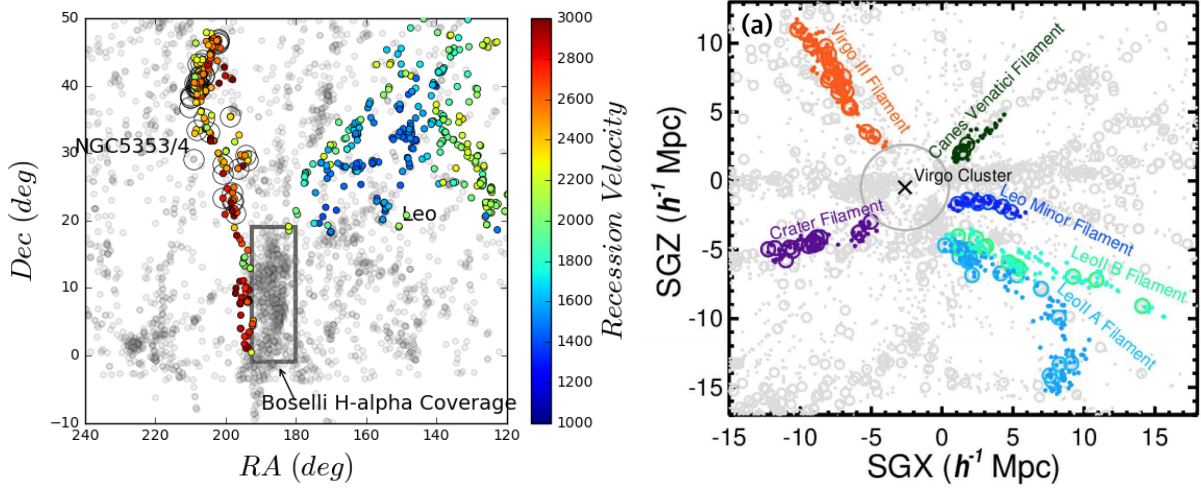 50
40
30
20
10
0
−10
240
220
200
180
160
140
120
Dec (deg)
RA (deg)
NGC5353/4
Leo
Boselli H-alpha Coverage
3000
2800
2600
2400
2200
2000
1800
1600
1400
1200
1000
Recession Velocity
(a)
10
5
0
-5
-10
-15
-15
-10
-5
0
5
10
15
SGZ (h⁻¹ Mpc)
SGX (h⁻¹ Mpc)
Virgo III Filament
Canes Venatici Filament
Virgo Cluster
Leo Minor Filament
Crater Filament
LeoII B Filament
LeoII A Filament